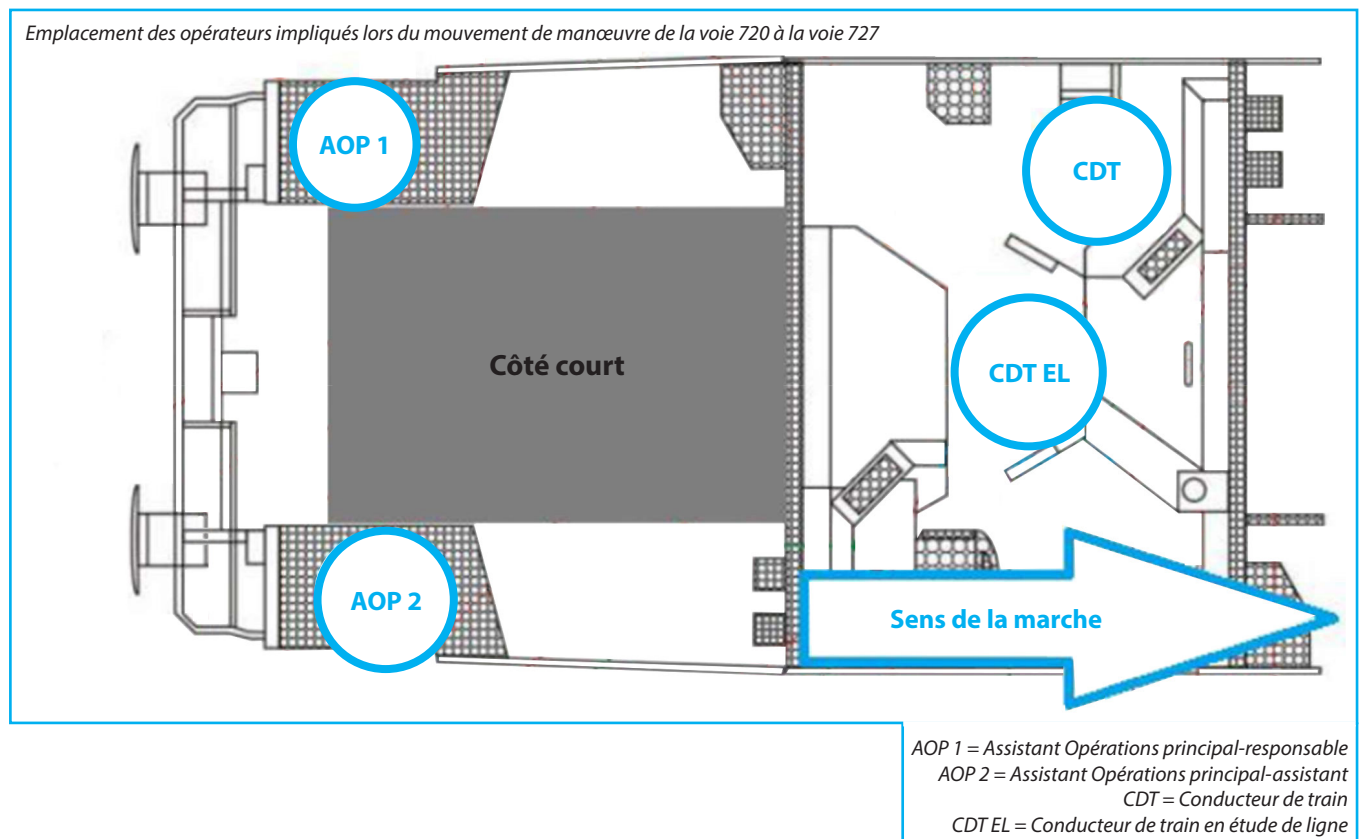 Emplacement des opérateurs impliqués lors du mouvement de manœuvre de la voie 720 à la voie 727
AOP 1
CDT
Côté court
CDT EL
AOP 2
Sens de la marche
AOP 1 = Assistant Opérations principal-responsable
AOP 2 = Assistant Opérations principal-assistant
CDT = Conducteur de train
CDT EL = Conducteur de train en étude de ligne